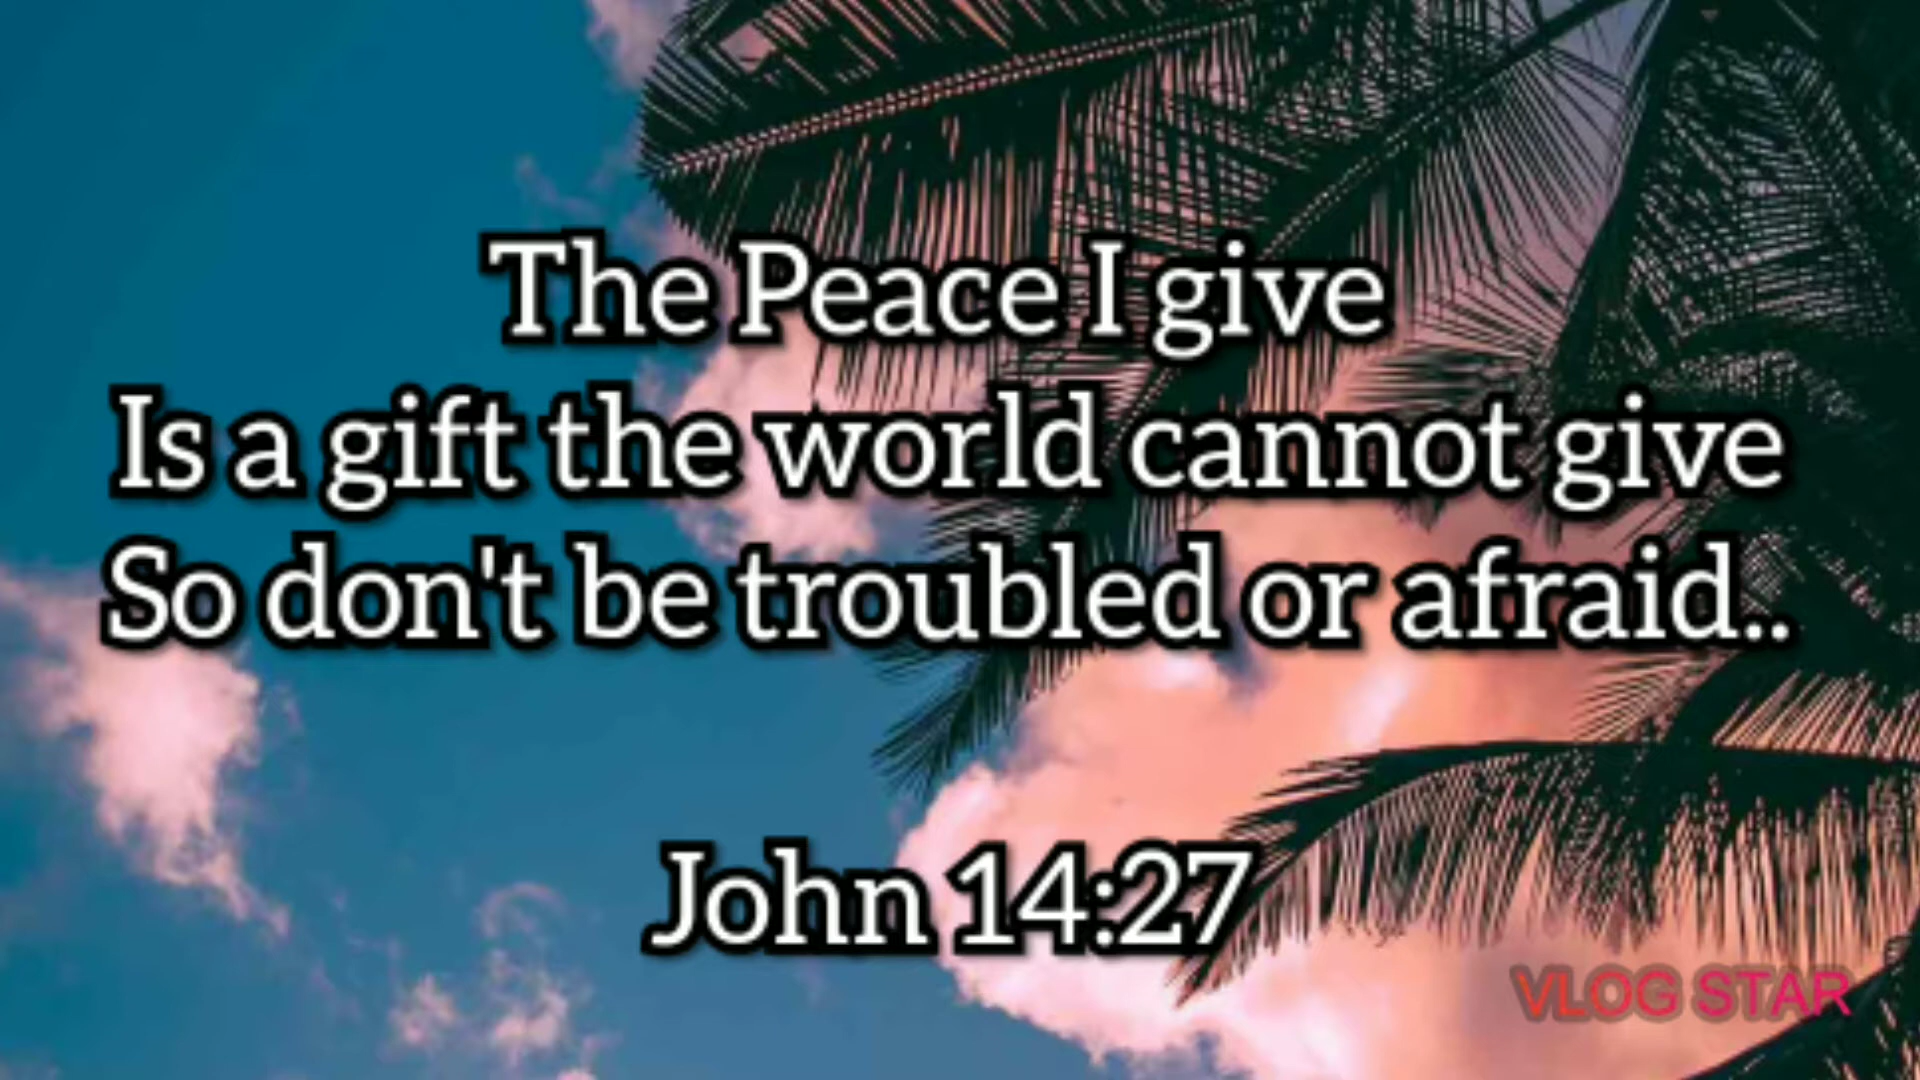 The Peace I give
Is a gift the world cannot give
So don't be troubled or afraid..
John 14:27
VLOG STAR